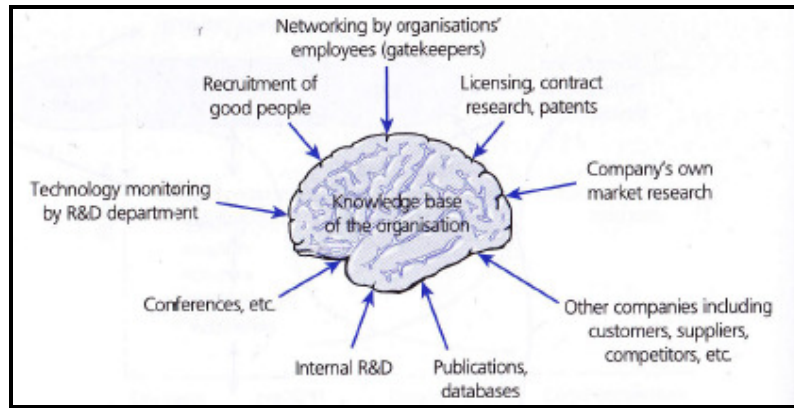 Networking by organisations'
employees (gatekeepers)
Recruitment of
good people
Licensing, contract
research, patents
Technology monitoring
by R&D department
Company's own
market research
Knowledge base
of the organisation
Conferences, etc.
Other companies including
customers, suppliers,
competitors, etc.
Internal R&D
Publications,
databases